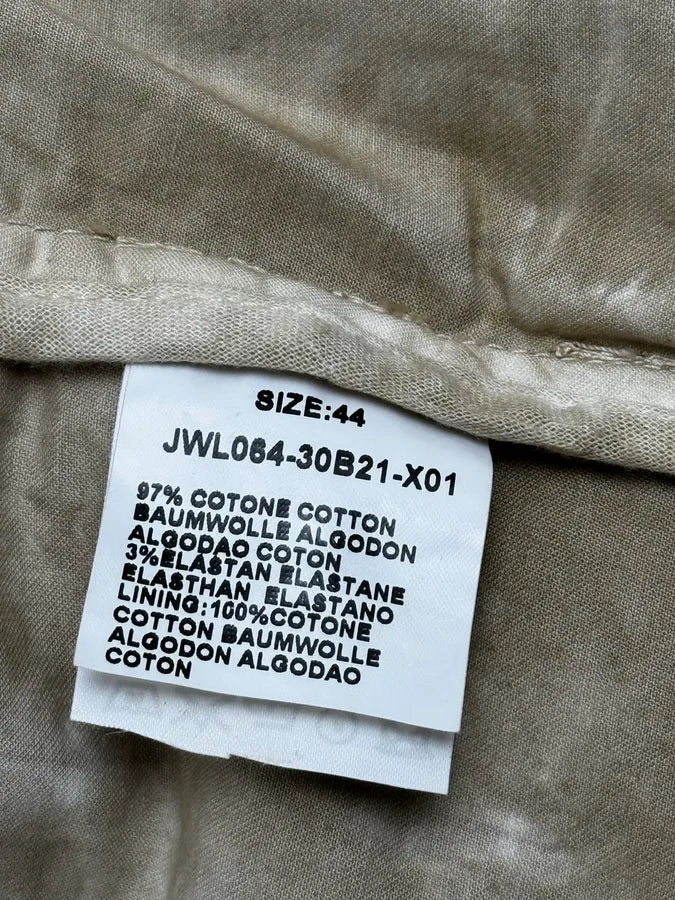 SIZE:44
JWL064-30B21-X01
97% COTONE COTTON
BAUMWOLLE ALGODON
ALGODAO COTON
3%ELASTAN ELASTANE
ELASTHAN ELASTANO
LINING:100%COTONE
COTTON BAUMWOLLE
ALGODON ALGODAO
COTON